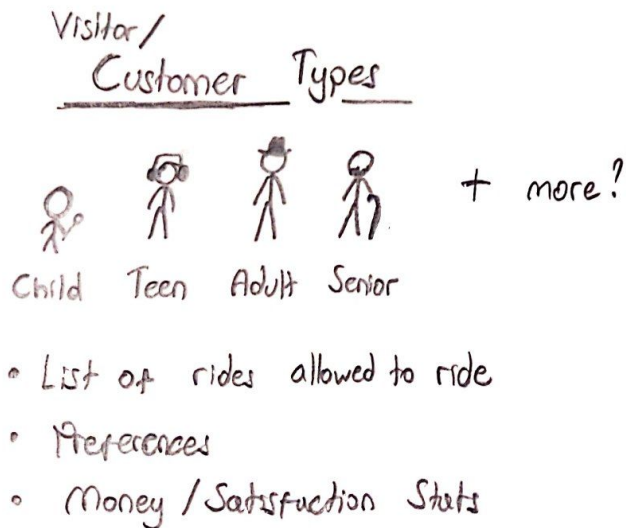 Visitor/
Customer Types
+ more?
Child Teen Adult Senior
• List of rides allowed to ride
• Preferences
• Money / Satisfaction Stats